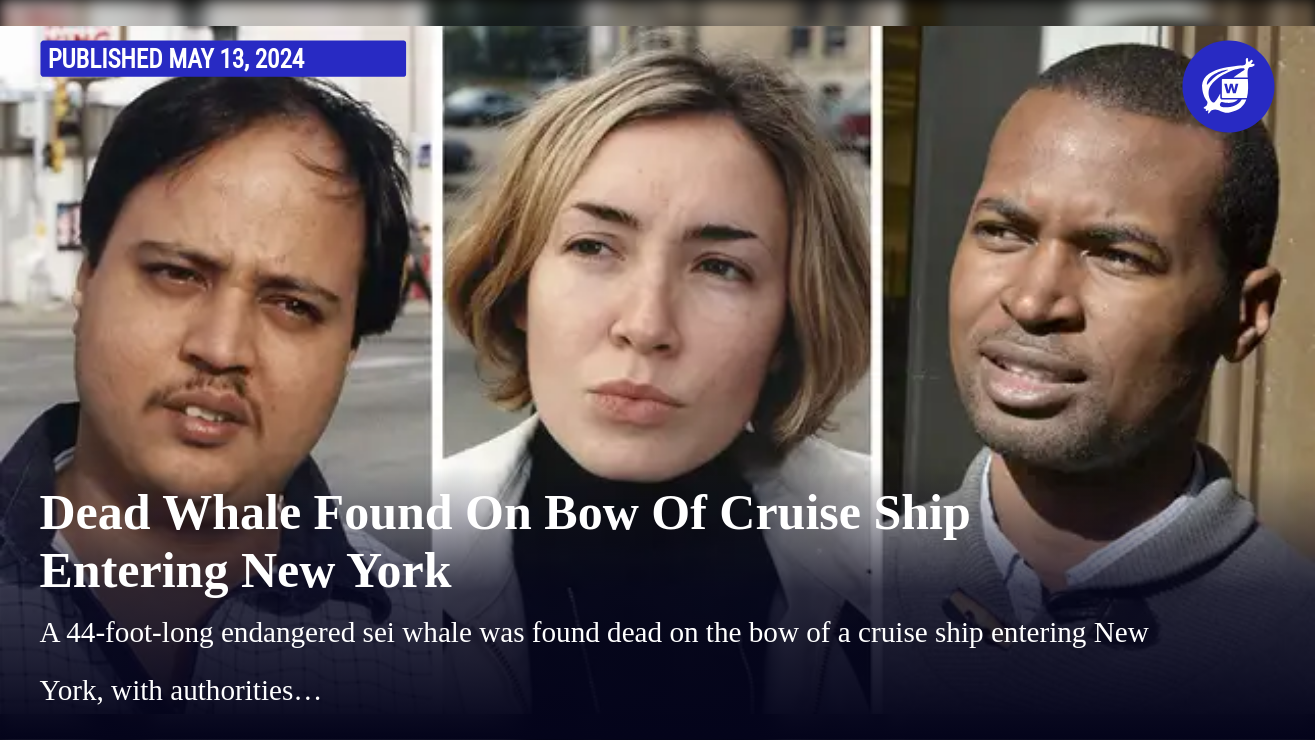 PUBLISHED MAY 13, 2024
W
Dead Whale Found On Bow Of Cruise Ship
Entering New York
A 44-foot-long endangered sei whale was found dead on the bow of a cruise ship entering New
York, with authorities…